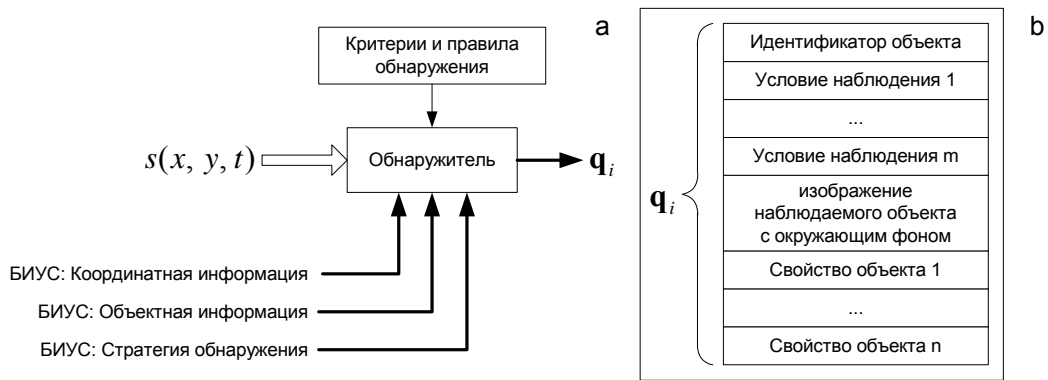 a
Критерии и правила
обнаружения
s(x, y, t)
Обнаружитель
q_i
БИУС: Координатная информация
БИУС: Объектная информация
БИУС: Стратегия обнаружения
b
q_i
Идентификатор объекта
Условие наблюдения 1
...
Условие наблюдения m
изображение
наблюдаемого объекта
с окружающим фоном
Свойство объекта 1
...
Свойство объекта n